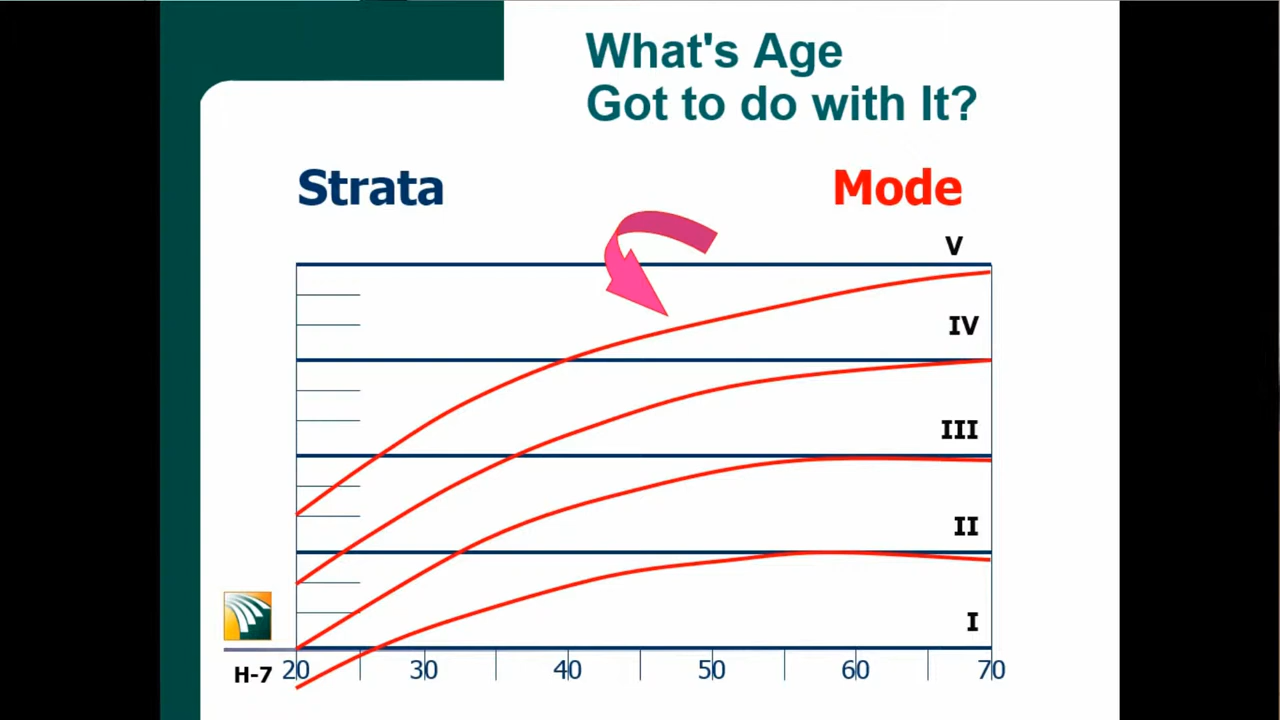 What's Age
Got to do with It?
Strata
Mode
V
IV
III
II
I
H-7
20 30 40 50 60 70